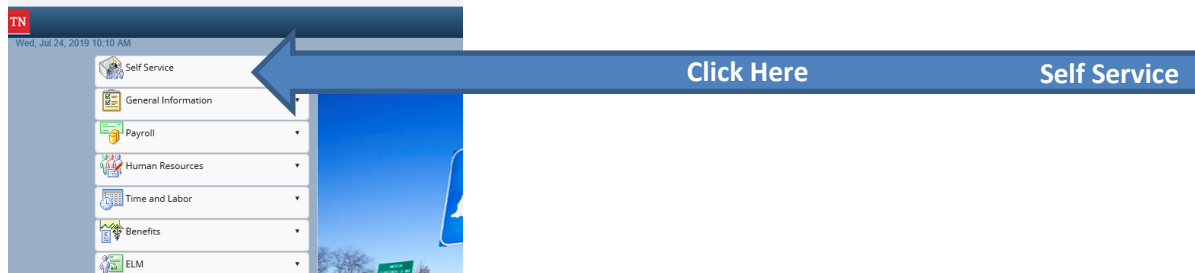 TN
Wed, Jul 24, 2019 10:10 AM
Self Service
Click Here
Self Service
General Information
Payroll
Human Resources
Time and Labor
Benefits
ELM